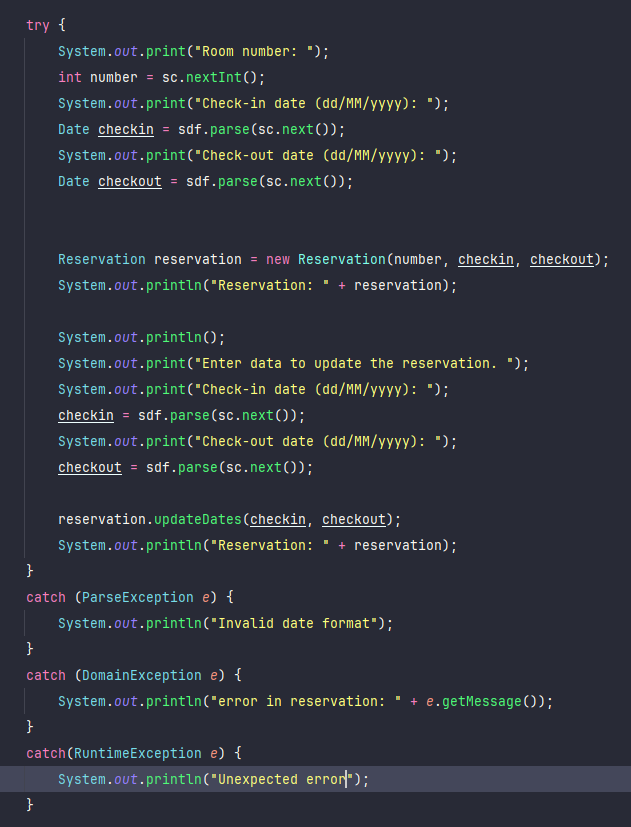 try {
System.out.print("Room number: ");
int number = sc.nextInt();
System.out.print("Check-in date (dd/MM/yyyy): ");
Date checkin = sdf.parse(sc.next());
System.out.print("Check-out date (dd/MM/yyyy): ");
Date checkout = sdf.parse(sc.next());
Reservation reservation = new Reservation(number, checkin, checkout);
System.out.println("Reservation: " + reservation);
System.out.println();
System.out.print("Enter data to update the reservation. ");
System.out.print("Check-in date (dd/MM/yyyy): ");
checkin = sdf.parse(sc.next());
System.out.print("Check-out date (dd/MM/yyyy): ");
checkout = sdf.parse(sc.next());
reservation.updateDates(checkin, checkout);
System.out.println("Reservation: " + reservation);
}
catch (ParseException e) {
System.out.println("Invalid date format");
}
catch (DomainException e) {
System.out.println("error in reservation: " + e.getMessage());
}
catch(RuntimeException e) {
System.out.println("Unexpected error");
}